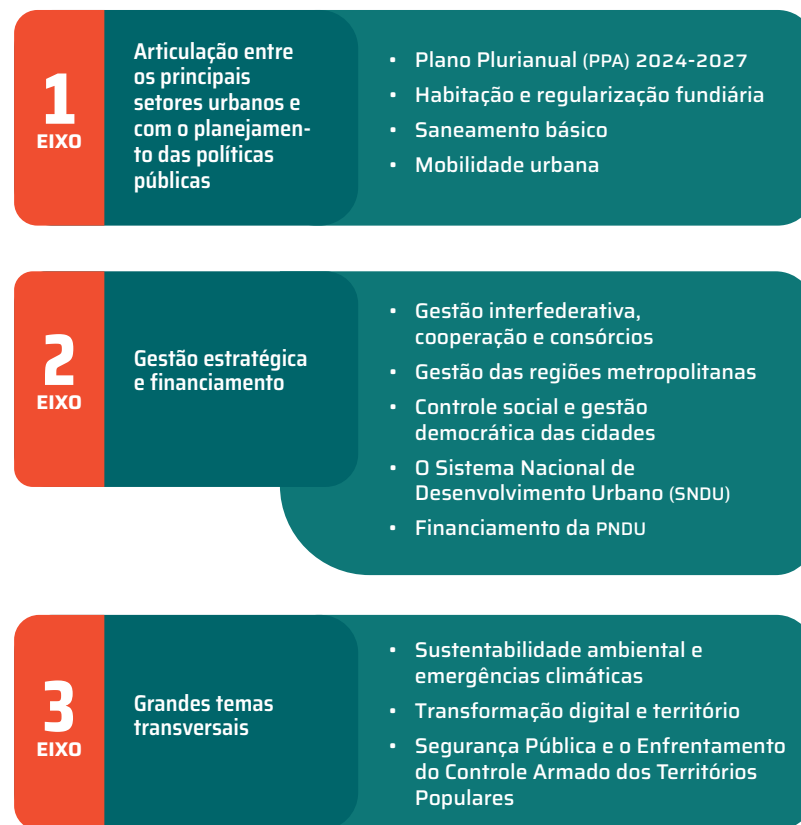 1
EIXO
Articulação entre
os principais
setores urbanos e
com o planejamen-
to das políticas
públicas
• Plano Plurianual (PPA) 2024-2027
• Habitação e regularização fundiária
• Saneamento básico
• Mobilidade urbana
2
EIXO
Gestão estratégica
e financiamento
• Gestão interfederativa,
cooperação e consórcios
• Gestão das regiões metropolitanas
• Controle social e gestão
democrática das cidades
• O Sistema Nacional de
Desenvolvimento Urbano (SNDU)
• Financiamento da PNDU
3
EIXO
Grandes temas
transversais
• Sustentabilidade ambiental e
emergências climáticas
• Transformação digital e território
• Segurança Pública e o Enfrentamento
do Controle Armado dos Territórios
Populares